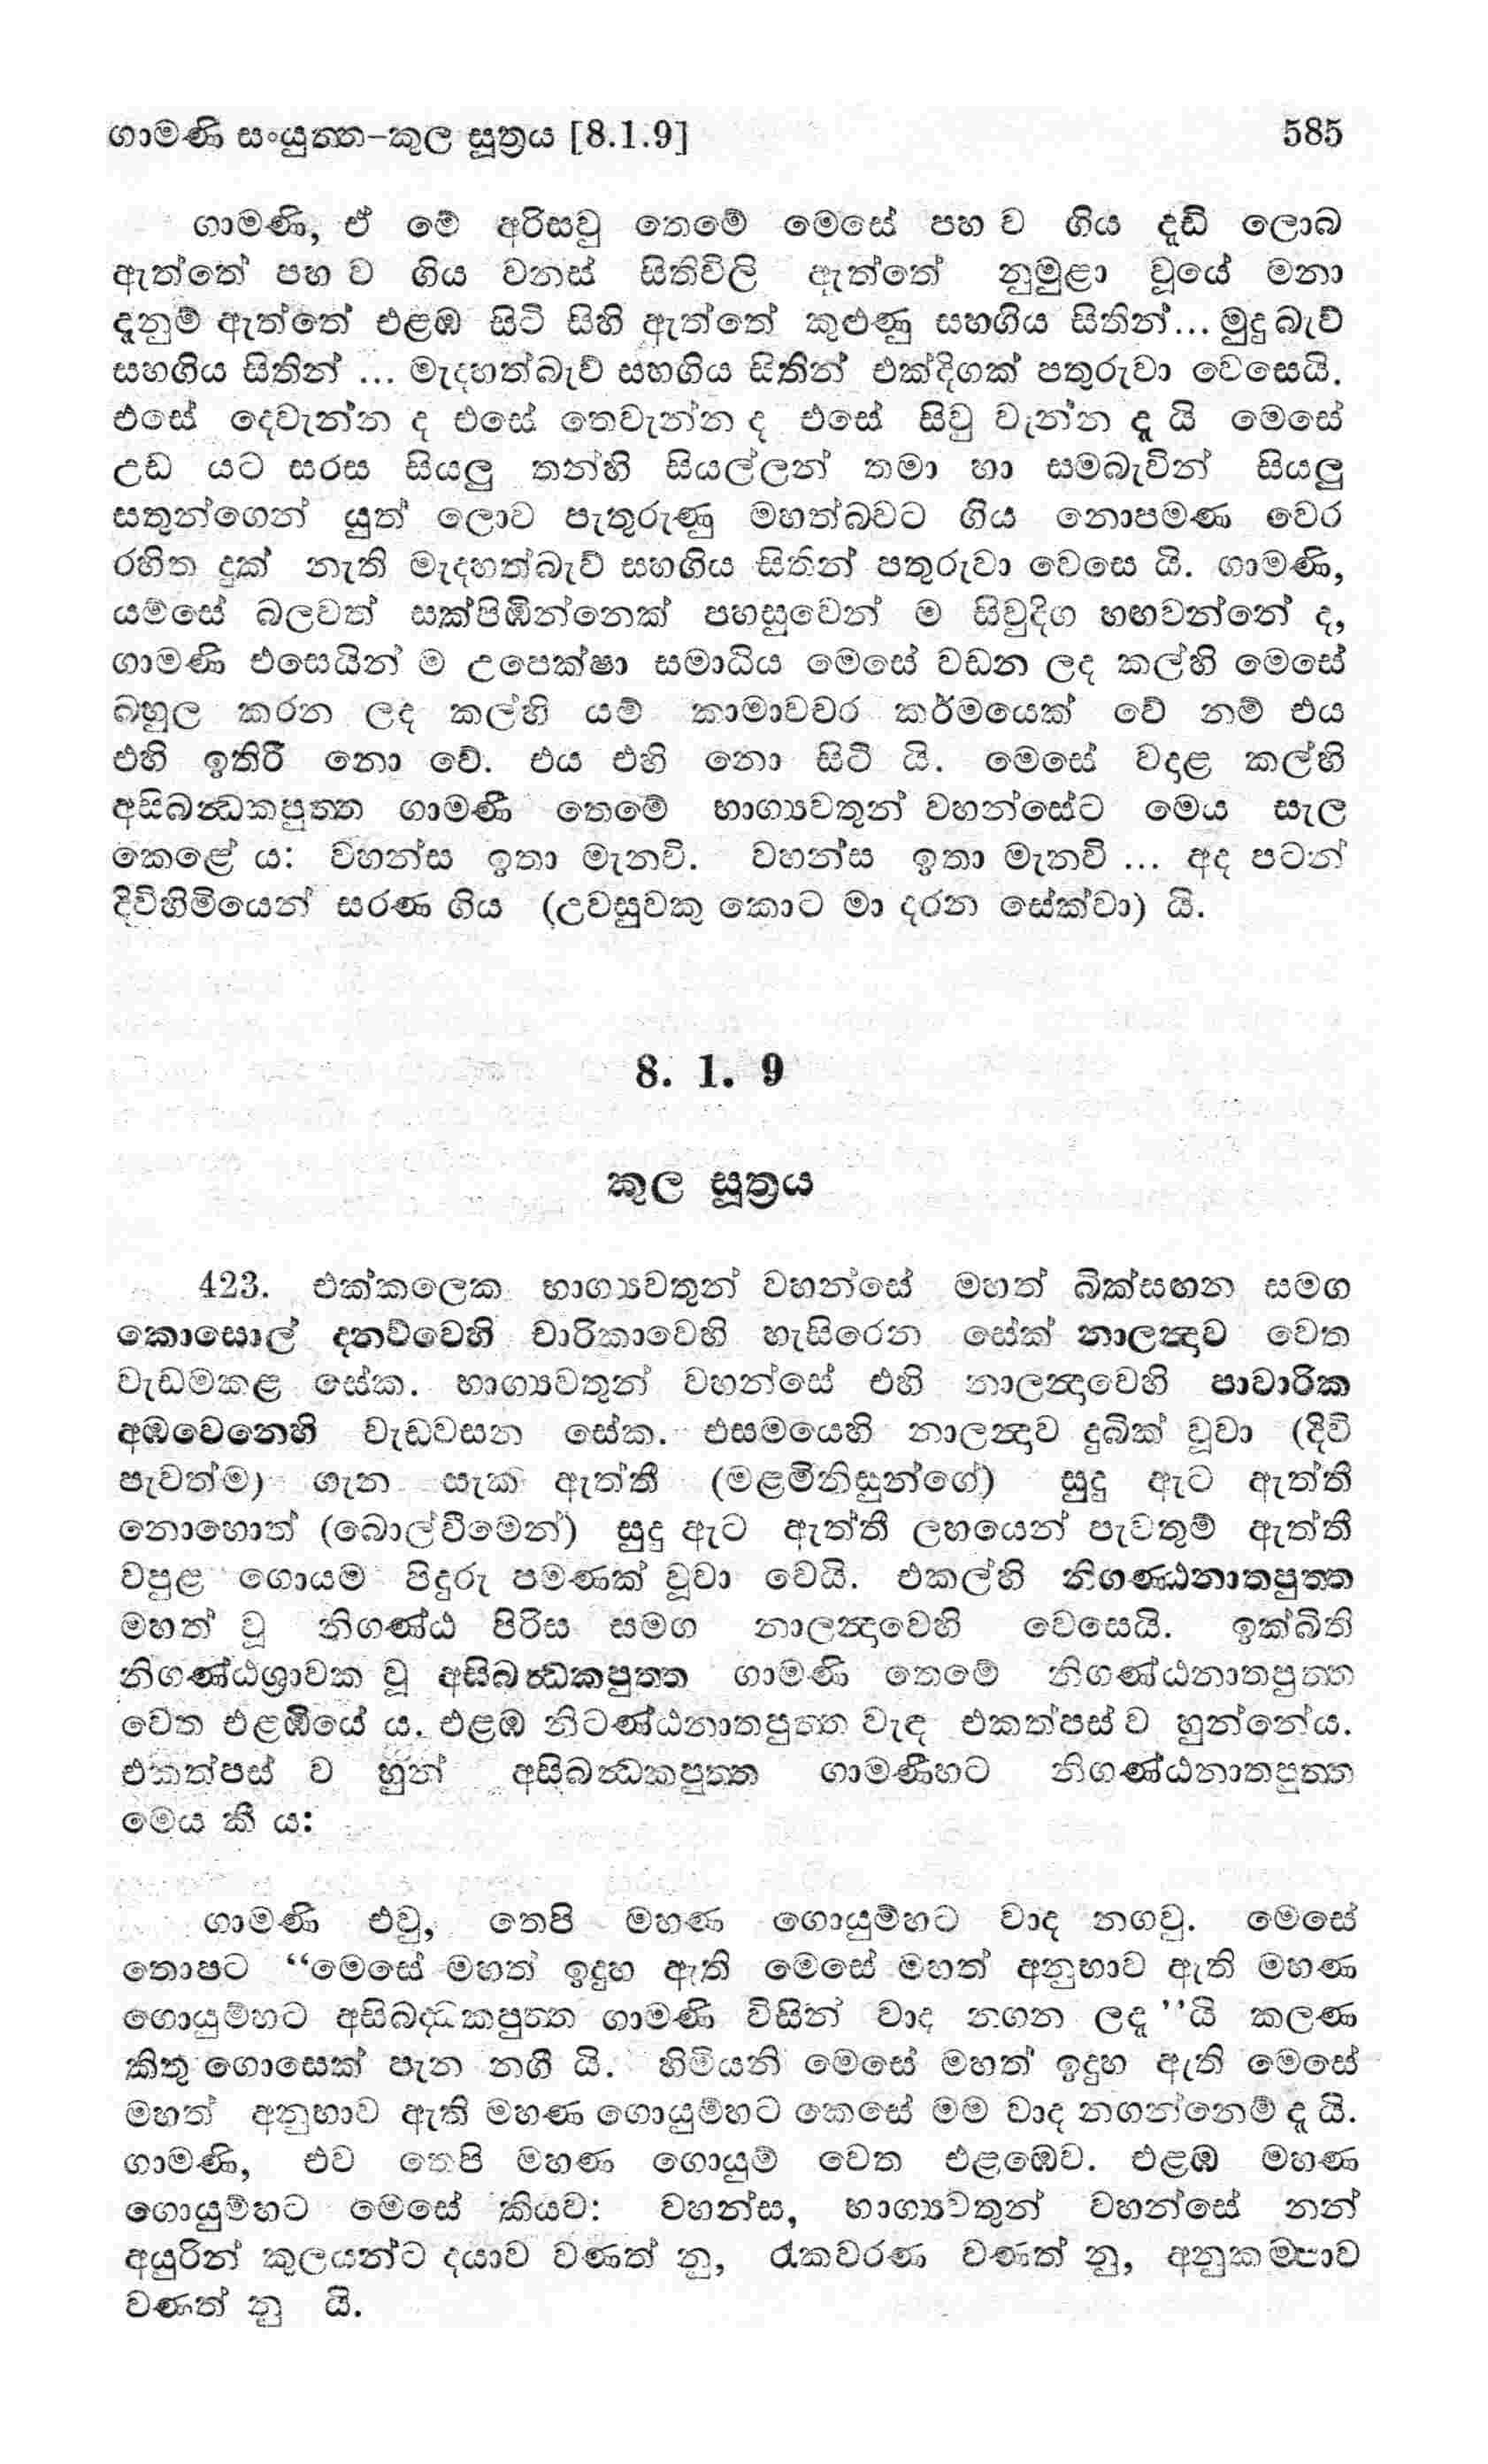 ගාමණි සංයුත්ත–කුල සූත්‍රය [8.1.9] 585
ගාමණි, ඒ මේ අරිසවු තෙමේ මෙසේ පහ ව ගිය දැඩි ලොබ
ඇත්තේ පහ ව ගිය වනස් සිතිවිලි ඇත්තේ නුමුළා වූයේ මනා
දැනුම් ඇත්තේ එළඹ සිටි සිහි ඇත්තේ කුළුණු සහගිය සිතින්... මුදු බැව්
සහගිය සිතින් ... මැදහත්බැව් සහගිය සිතින් එක්දිගක් පතුරුවා වෙසෙයි.
එසේ දෙවැන්න ද එසේ තෙවැන්න ද එසේ සිවු වැන්න දැ යි මෙසේ
උඩ යට සරස සියලු තන්හි සියල්ලන් තමා හා සමබැවින් සියලු
සතුන්ගෙන් යුත් ලොව පැතුරුණු මහත්බවට ගිය නොපමණ වෙර
රහිත දුක් නැති මැදහත්බැව් සහගිය සිතින් පතුරුවා වෙසෙ යි. ගාමණි,
යම්සේ බලවත් සක්පිඹින්නෙක් පහසුවෙන් ම සිවුදිග හඟවන්නේ ද,
ගාමණි එසෙයින් ම උපෙක්ෂා සමාධිය මෙසේ වඩන ලද කල්හි මෙසේ
බහුල කරන ලද කල්හි යම් කාමාවචර කර්මයෙක් වේ නම් එය
එහි ඉතිරී නො වේ. එය එහි නො සිටී යි. මෙසේ වදාළ කල්හි
අසිබන්ධකපුත්ත ගාමණී තෙමේ භාග්‍යවතුන් වහන්සේට මෙය සැල
කෙළේ ය: වහන්ස ඉතා මැනවි. වහන්ස ඉතා මැනවි ... අද පටන්
දිවිහිමියෙන් සරණ ගිය (උවසුවකු කොට මා දරන සේක්වා) යි.
8. 1. 9
කුල සූත්‍රය
423. එක්කලෙක භාග්‍යවතුන් වහන්සේ මහත් බික්සඟන සමග
කොසොල් දනව්වෙහි චාරිකාවෙහි හැසිරෙන සේක් නාලන්‍දාව වෙත
වැඩමකළ සේක. භාග්‍යවතුන් වහන්සේ එහි නාලන්‍දාවෙහි පාවාරික
අඹවෙනෙහි වැඩවසන සේක. එසමයෙහි නාලන්‍දාව දුබික් වූවා (දිවි
පැවත්ම) ගැන සැක ඇත්තී (මළමිනිසුන්ගේ) සුදු ඇට ඇත්තී
නොහොත් (බොල්වීමෙන්) සුදු ඇට ඇත්තී ලහයෙන් පැවතුම් ඇත්තී
වපුළ ගොයම පිදුරු පමණක් වූවා වෙයි. එකල්හි නිගණ්ඨනාතපුත්ත
මහත් වූ නිගණ්ඨ පිරිස සමග නාලන්‍දාවෙහි වෙසෙයි. ඉක්බිති
නිගණ්ඨශ්‍රාවක වූ අසිබන්ධකපුත්ත ගාමණි තෙමේ නිගණ්ඨනාතපුත්ත
වෙත එළඹියේ ය. එළඹ නිටණ්ඨනාතපුත්ත වැඳ එකත්පස් ව හුන්නේය.
එකත්පස් ව හුන් අසිබන්ධකපුත්ත ගාමණීහට නිගණ්ඨනාතපුත්ත
මෙය කී ය:
ගාමණි එවු, තෙපි මහණ ගොයුම්හට වාද නගවු. මෙසේ
තොපට “මෙසේ මහත් ඉදුහ ඇති මෙසේ මහත් අනුභාව ඇති මහණ
ගොයුම්හට අසිබද්ධකපුත්ත ගාමණි විසින් වාද නගන ලදැ”යි කලණ
කිතු ගොසෙක් පැන නගී යි. හිමියනි මෙසේ මහත් ඉදුහ ඇති මෙසේ
මහත් අනුභාව ඇති මහණ ගොයුම්හට කෙසේ මම වාද නගන්නෙම් දැ යි.
ගාමණි, එව තෙපි මහණ ගොයුම් වෙත එළඹෙව. එළඹ මහණ
ගොයුම්හට මෙසේ කියව: වහන්ස, භාග්‍යවතුන් වහන්සේ නන්
අයුරින් කුලයන්ට දයාව වණත් නු, රැකවරණ වණත් නු, අනුකම්පාව
වණත් නු යි.